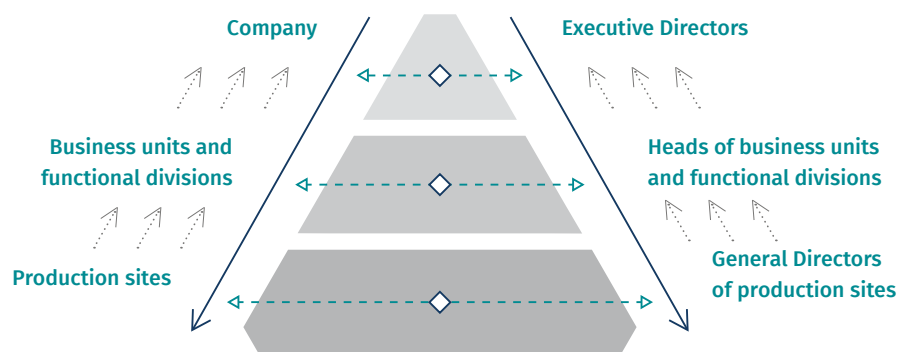 Company
Executive Directors
Business units and
functional divisions
Heads of business units
and functional divisions
Production sites
General Directors
of production sites